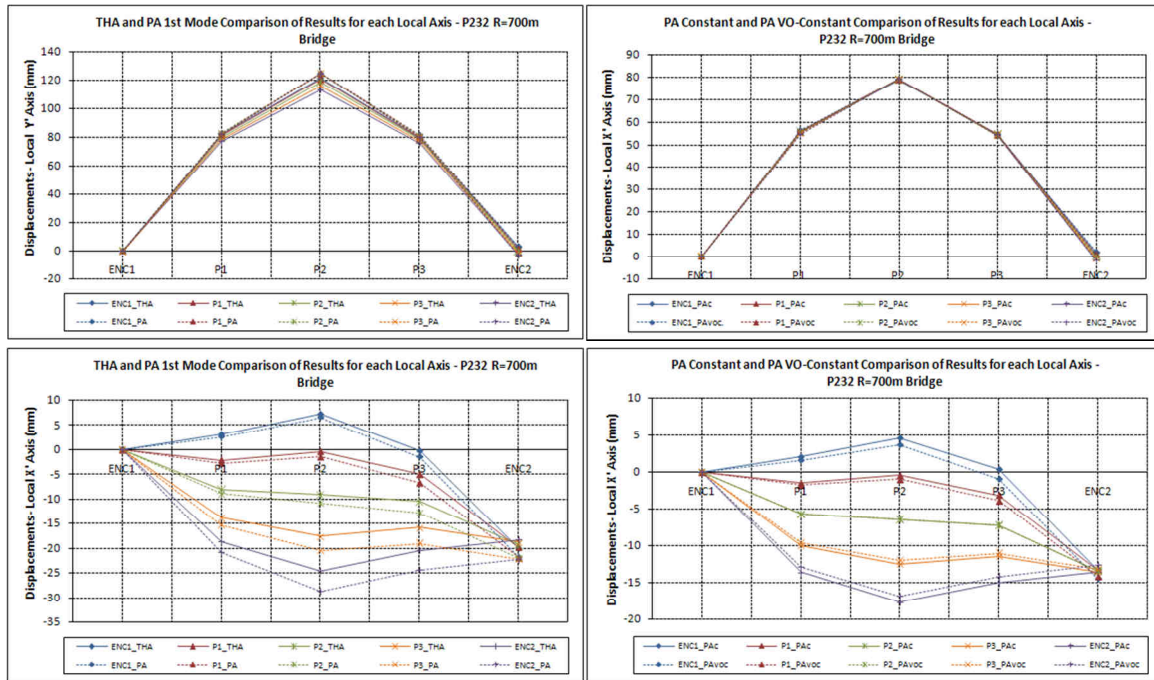 THA and PA 1st Mode Comparison of Results for each Local Axis - P232 R=700m
Bridge
Displacements- Local Y' Axis (mm)
140
120
100
80
60
40
20
0
-20
ENC1 P1 P2 P3 ENC2
ENC1_THA P1_THA P2_THA P3_THA ENC2_THA
ENC1_PA P1_PA P2_PA P3_PA ENC2_PA
PA Constant and PA VO-Constant Comparison of Results for each Local Axis -
P232 R=700m Bridge
Displacements- Local X' Axis (mm)
90
80
70
60
50
40
30
20
10
0
-10
ENC1 P1 P2 P3 ENC2
ENC1_PAc P1_PAc P2_PAc P3_PAc ENC2_PAc
ENC1_PAvoc. P1_PAvoc P2_PAvoc P3_PAvoc ENC2_PAvoc
THA and PA 1st Mode Comparison of Results for each Local Axis - P232 R=700m
Bridge
Displacements- Local X' Axis (mm)
10
5
0
-5
-10
-15
-20
-25
-30
-35
ENC1 P1 P2 P3 ENC2
ENC1_THA P1_THA P2_THA P3_THA ENC2_THA
ENC1_PA P1_PA P2_PA P3_PA ENC2_PA
PA Constant and PA VO-Constant Comparison of Results for each Local Axis -
P232 R=700m Bridge
Displacements- Local X' Axis (mm)
10
5
0
-5
-10
-15
-20
ENC1 P1 P2 P3 ENC2
ENC1_PAc P1_PAc P2_PAc P3_PAc ENC2_PAc
ENC1_PAvoc P1_PAvoc P2_PAvoc P3_PAvoc ENC2_PAvoc